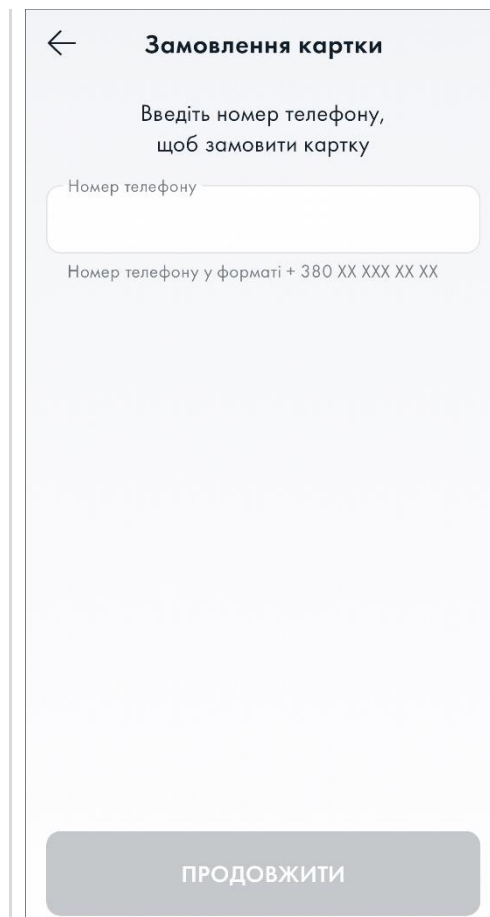 Замовлення картки
Введіть номер телефону,
щоб замовити картку
Номер телефону
Номер телефону у форматі + 380 XX XXX XX XX
ПРОДОВЖИТИ